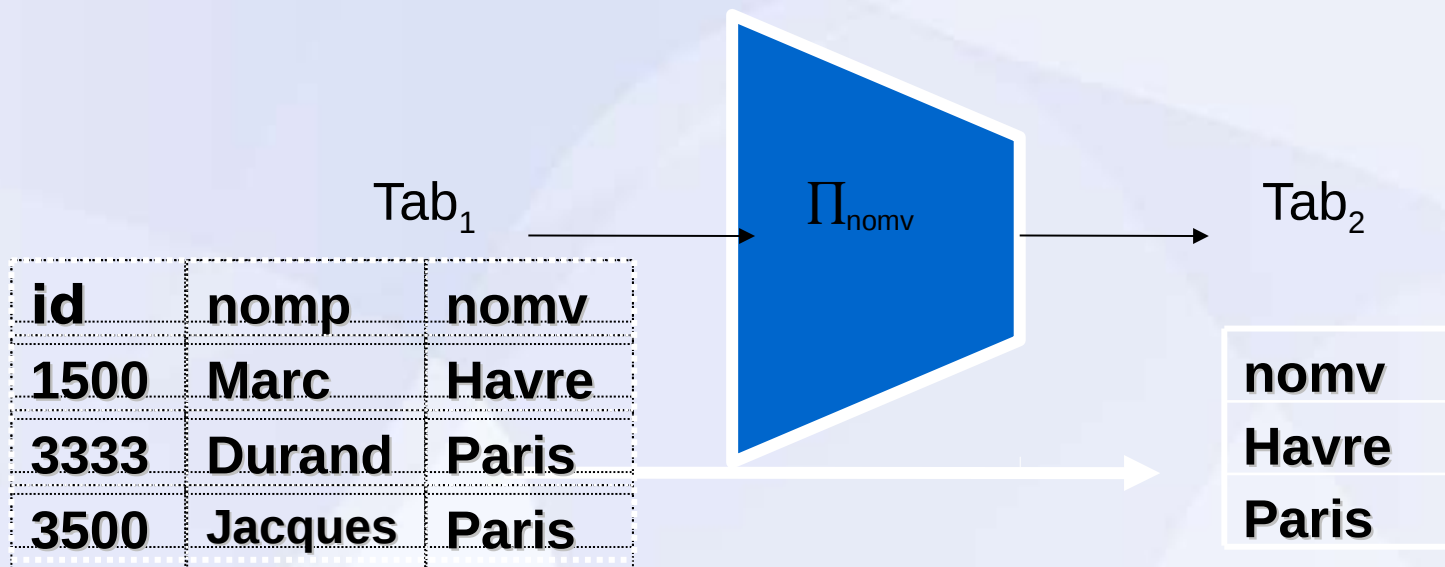 Tab1 Πnomv Tab2
id nomp nomv
1500 Marc Havre
3333 Durand Paris
3500 Jacques Paris
nomv
Havre
Paris